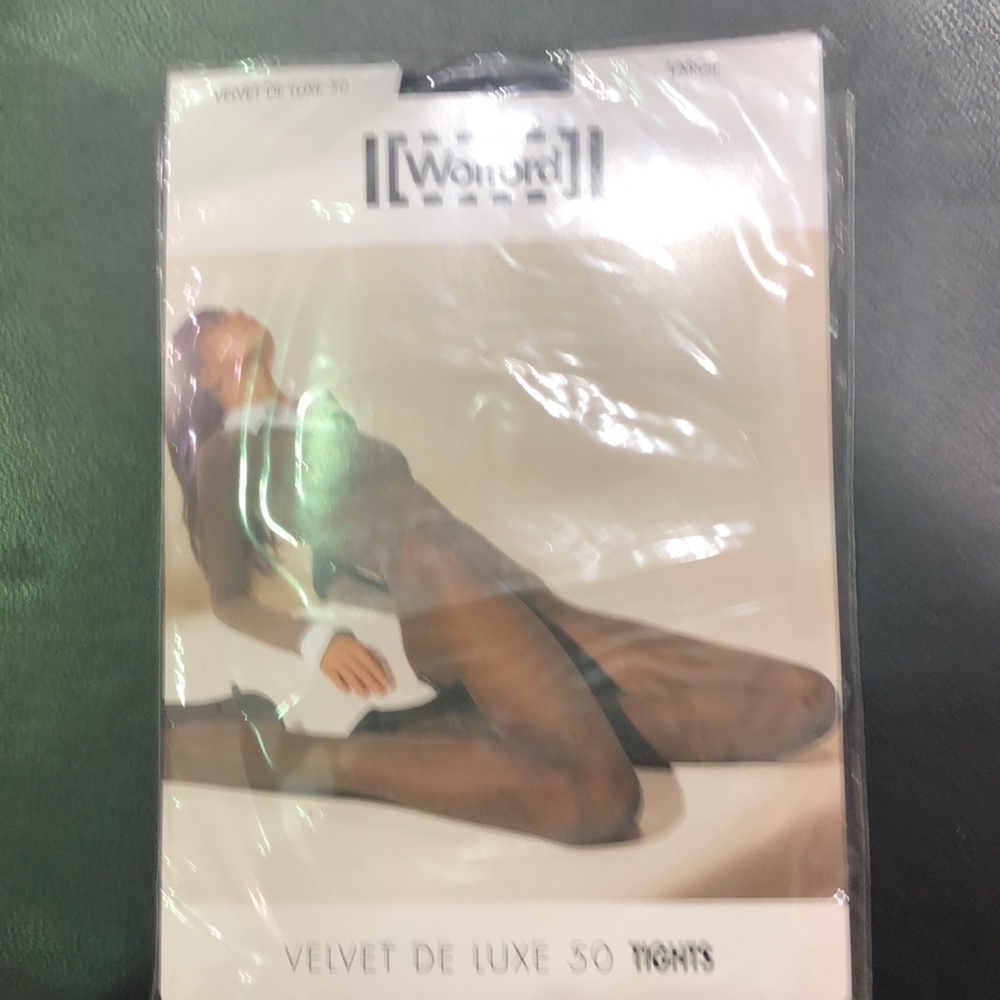 VELVET DE LUXE 50
LARGE
Wolford
VELVET DE LUXE 50 TIGHTS